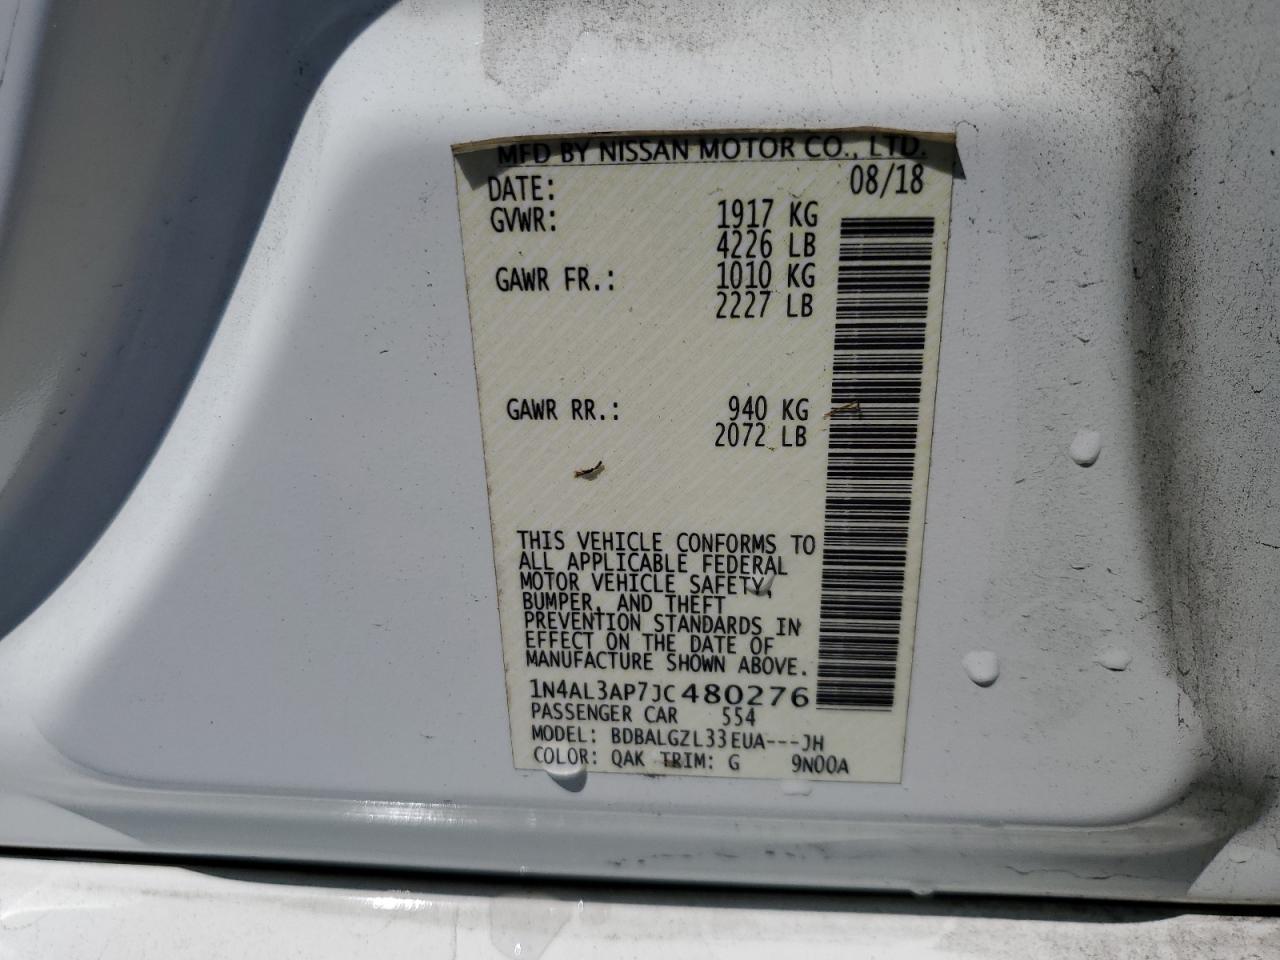 MFD BY NISSAN MOTOR CO., LTD.
DATE: 08/18
GVWR: 1917 KG
4226 LB
GAWR FR.: 1010 KG
2227 LB
GAWR RR.: 940 KG
2072 LB
THIS VEHICLE CONFORMS TO
ALL APPLICABLE FEDERAL
MOTOR VEHICLE SAFETY,
BUMPER, AND THEFT
PREVENTION STANDARDS IN
EFFECT ON THE DATE OF
MANUFACTURE SHOWN ABOVE.
1N4AL3AP7JC480276
PASSENGER CAR 554
MODEL: BDBALGZL33EUA---JH
COLOR: QAK TRIM: G 9N00A